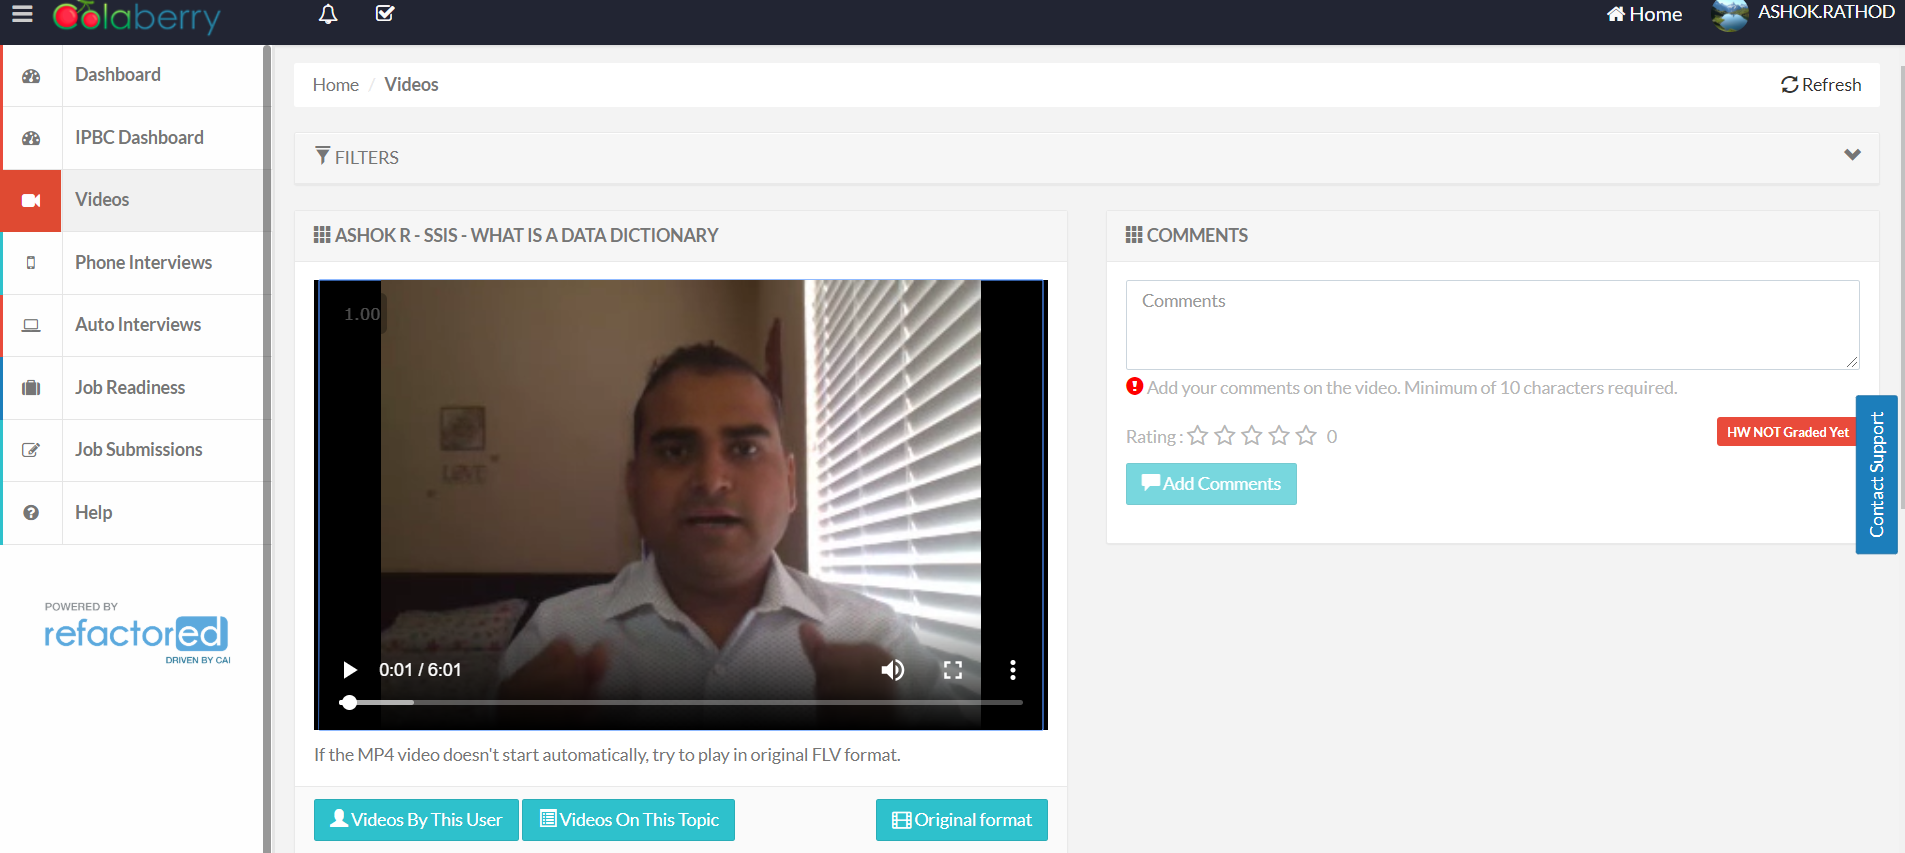 Colaberry
Home
ASHOK.RATHOD
Dashboard
IPBC Dashboard
Videos
Phone Interviews
Auto Interviews
Job Readiness
Job Submissions
Help
POWERED BY
refactored
DRIVEN BY CAI
Home / Videos
Refresh
FILTERS
ASHOK R - SSIS - WHAT IS A DATA DICTIONARY
1.00
0:01 / 6:01
If the MP4 video doesn't start automatically, try to play in original FLV format.
Videos By This User
Videos On This Topic
Original format
COMMENTS
Comments
Add your comments on the video. Minimum of 10 characters required.
Rating : 0
HW NOT Graded Yet
Add Comments
Contact Support